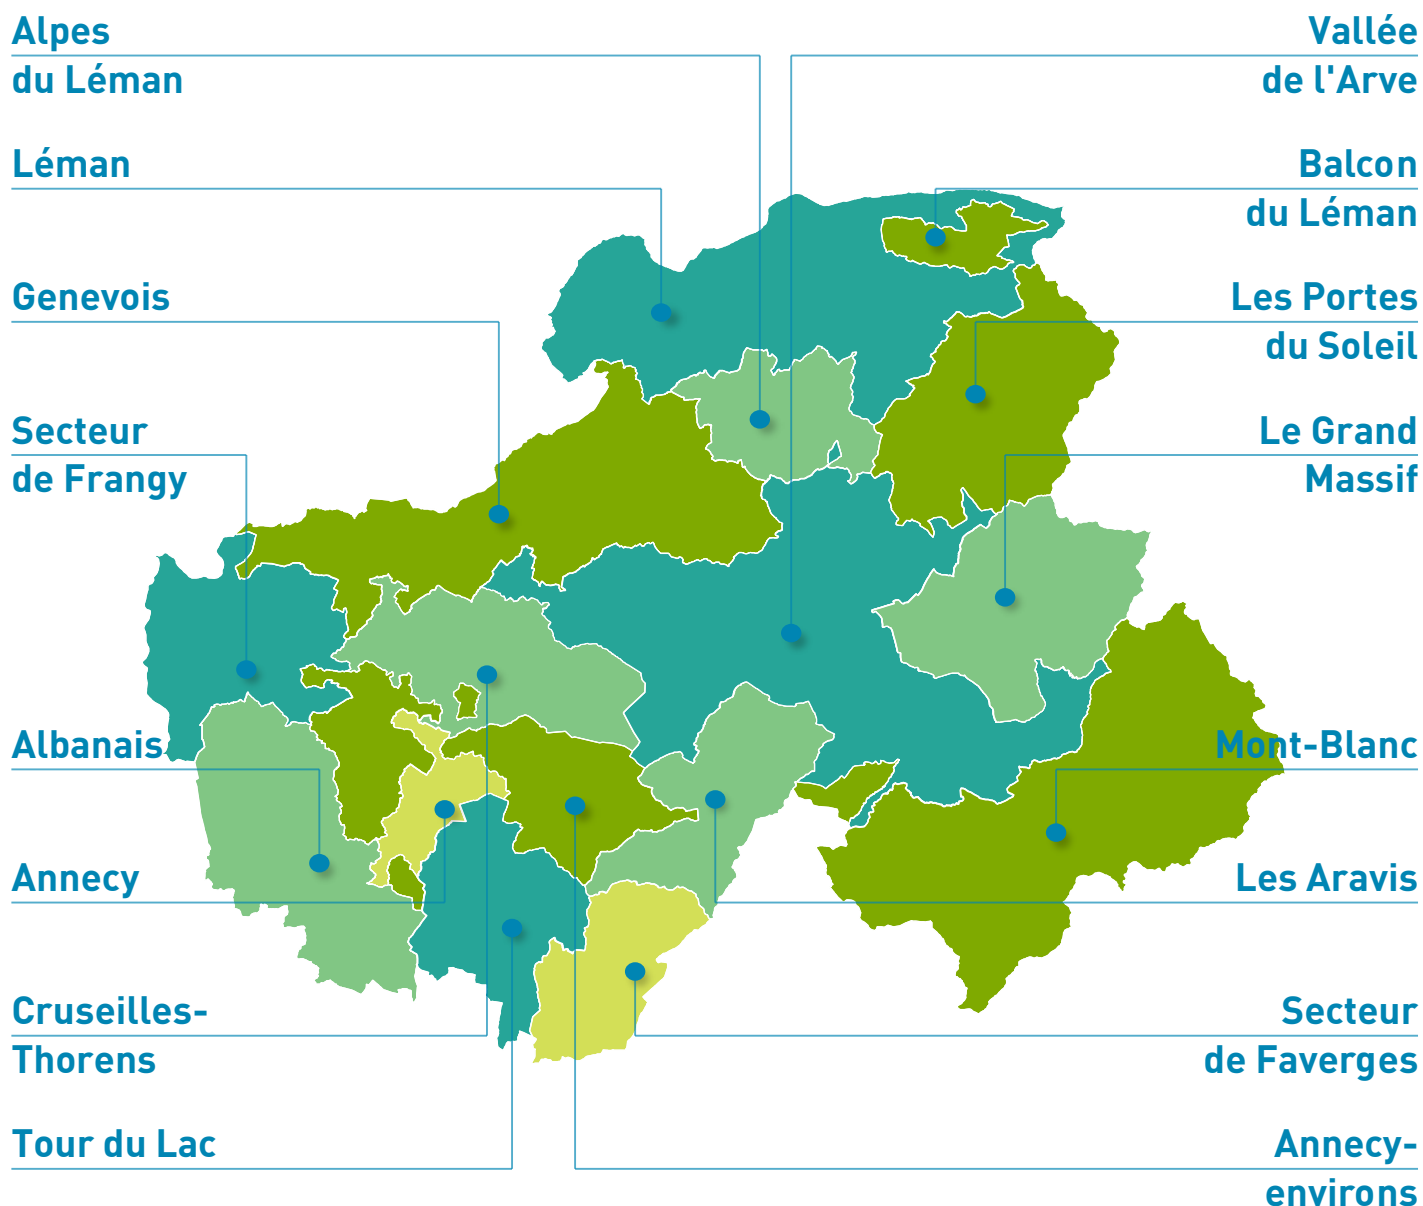 Alpes
du Léman
Léman
Genevois
Secteur
de Frangy
Albanais
Annecy
Cruseilles-
Thorens
Tour du Lac
Vallée
de l'Arve
Balcon
du Léman
Les Portes
du Soleil
Le Grand
Massif
Mont-Blanc
Les Aravis
Secteur
de Faverges
Annecy-
environs